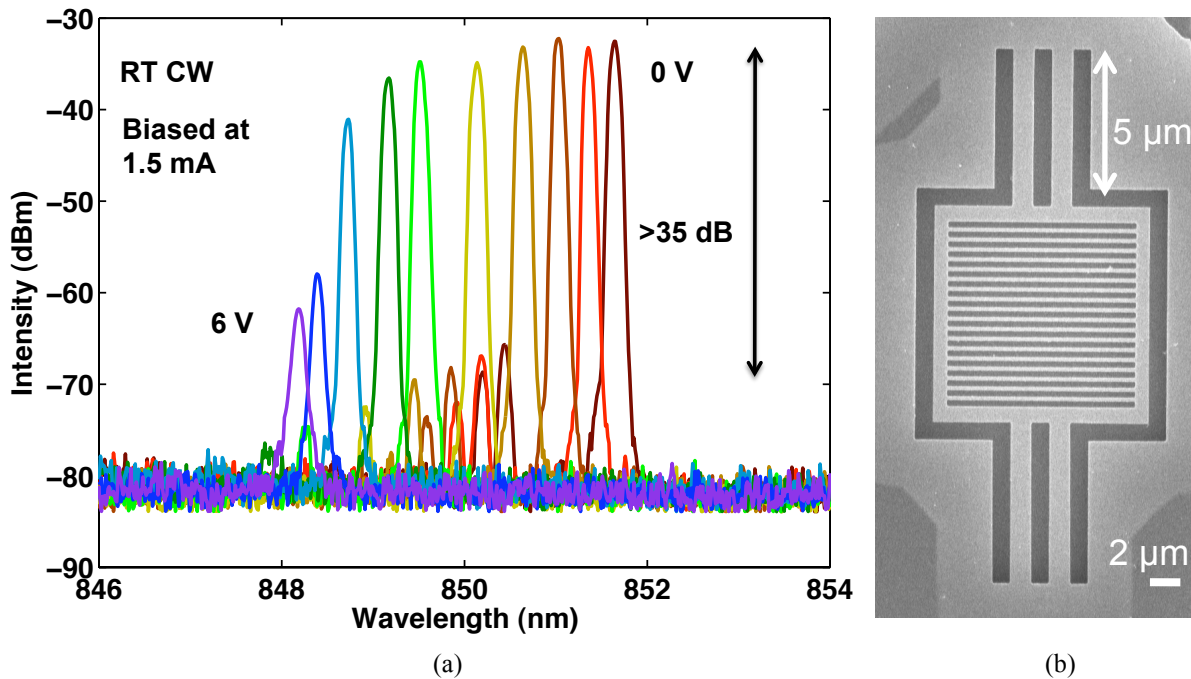 −30
−40
−50
−60
−70
−80
−90
Intensity (dBm)
RT CW
Biased at
1.5 mA
0 V
>35 dB
6 V
846
848
850
852
854
Wavelength (nm)
(a)
5 µm
2 µm
(b)